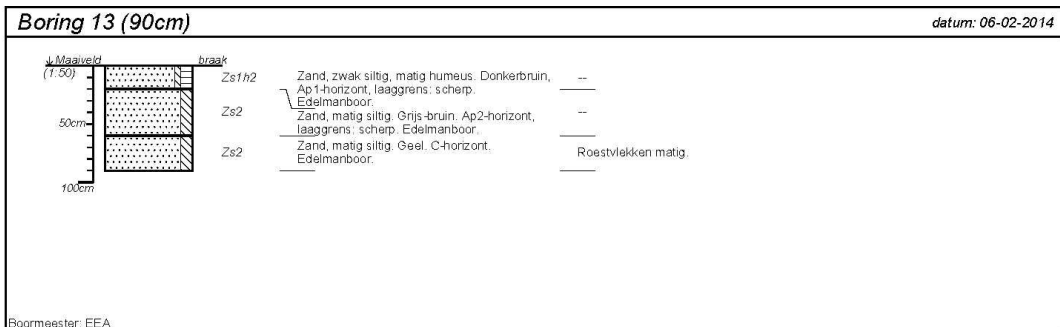 Boring 13 (90cm)
datum: 06-02-2014
↓ Maaiveld
braak
(1:50)
Zs1h2
Zand, zwak siltig, matig humeus. Donkerbruin,
Ap1-horizont, laaggrens: scherp.
Edelmanboor.
--
50cm
Zs2
Zand, matig siltig. Grijs-bruin. Ap2-horizont,
laaggrens: scherp. Edelmanboor.
--
Zs2
Zand, matig siltig. Geel. C-horizont.
Edelmanboor.
Roestvlekken matig.
100cm
Boormeester: EEA